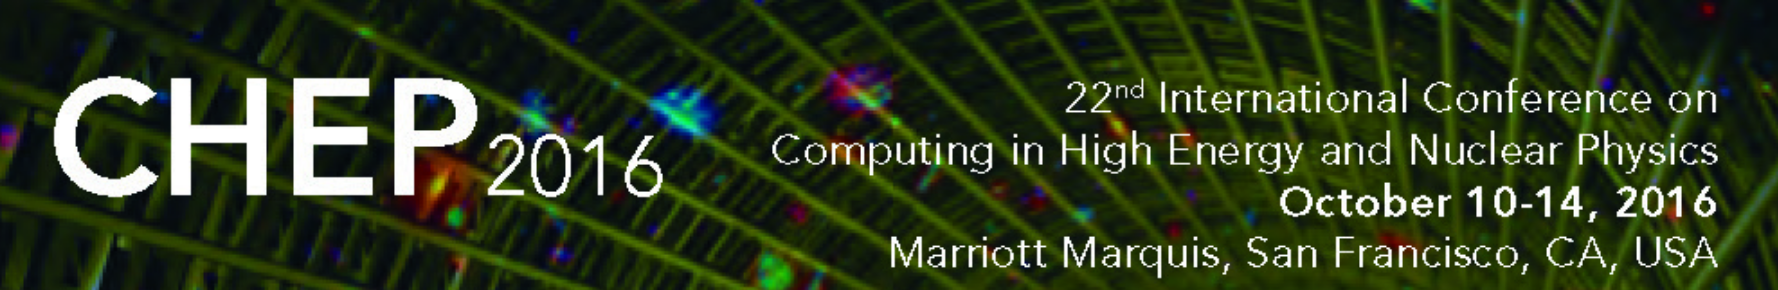 CHEP2016
22nd International Conference on
Computing in High Energy and Nuclear Physics
October 10-14, 2016
Marriott Marquis, San Francisco, CA, USA